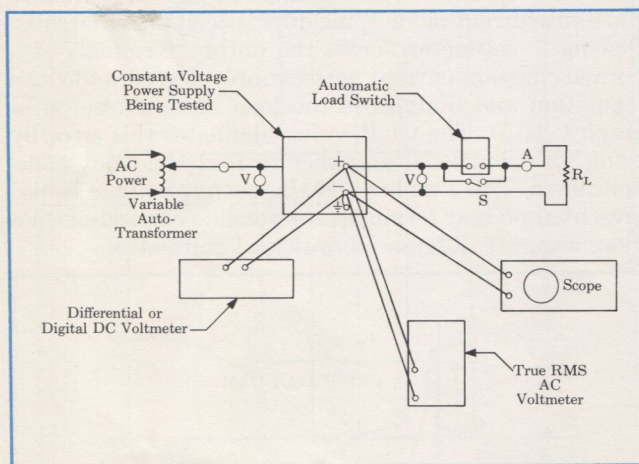 Constant Voltage
Power Supply
Being Tested
Automatic
Load Switch
AC
Power
V
+
−
V
A
S
R_L
Variable
Auto-
Transformer
Differential or
Digital DC Voltmeter
Scope
True RMS
AC
Voltmeter